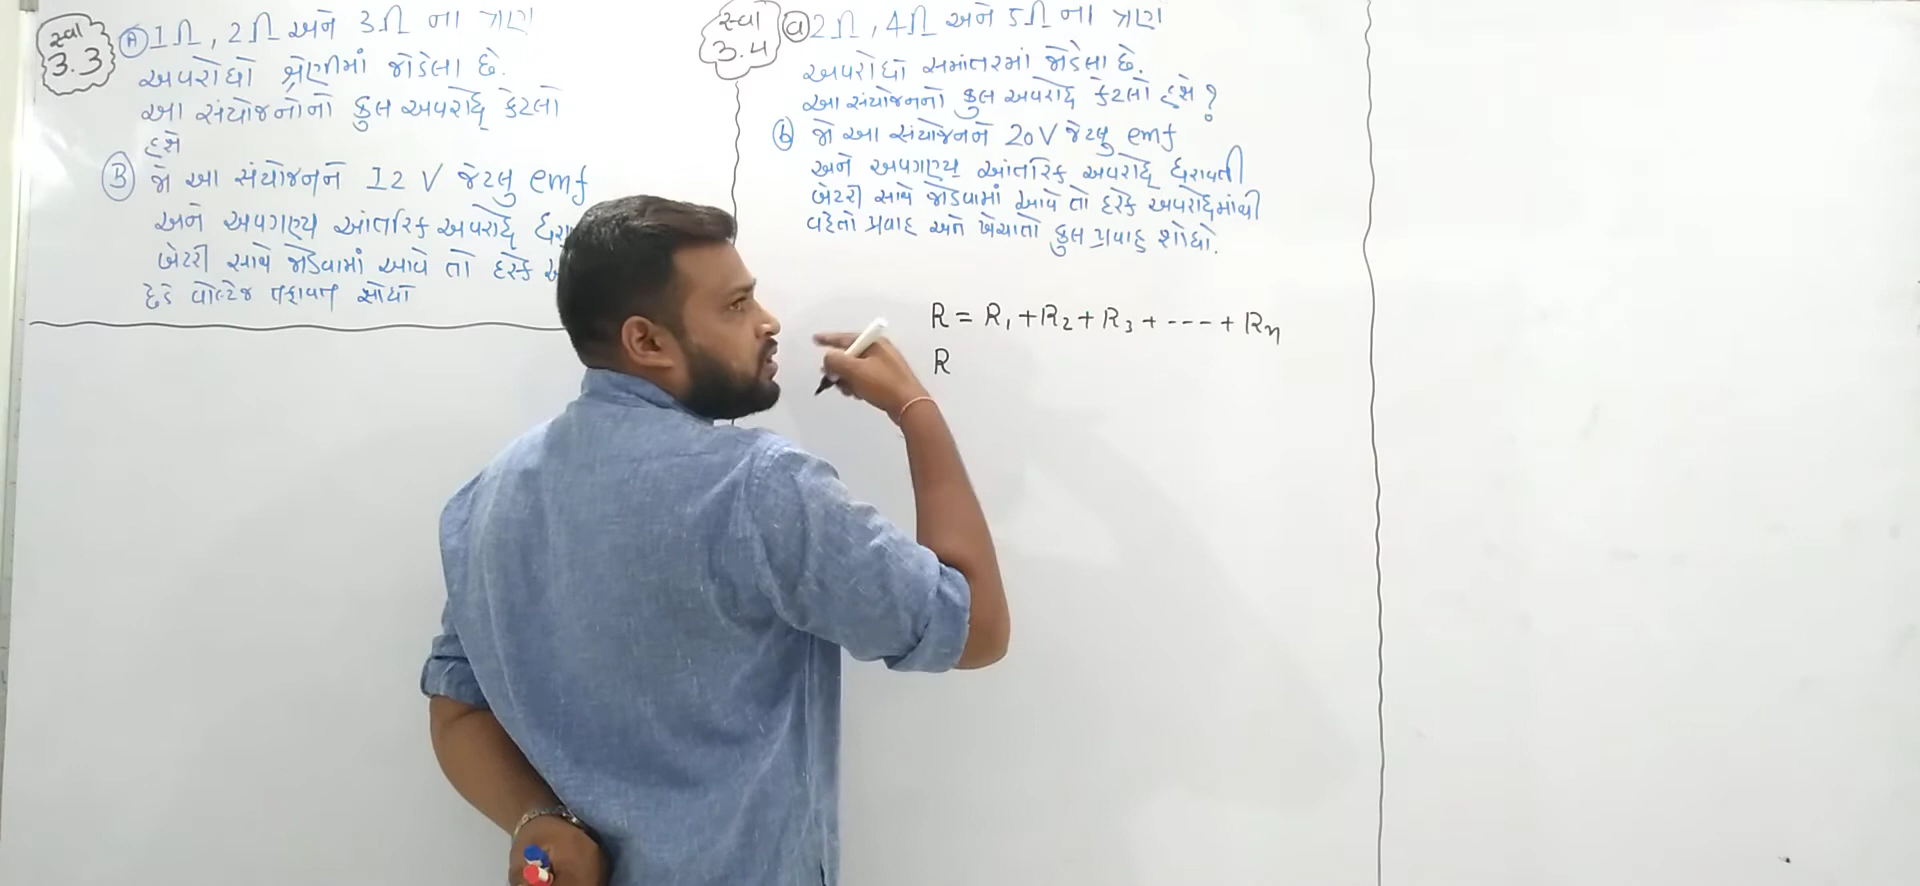 સ્વા 3.3
Ⓐ 1Ω, 2Ω અને 3Ω ના ત્રણ
અવરોધો શ્રેણીમાં જોડેલા છે.
આ સંયોજનોનો કુલ અવરોધ કેટલો
હશે
Ⓑ જો આ સંયોજનને 12 V જેટલુ emf
અને અવગણ્ય આંતરિક અવરોધ
બેટરી સાથે જોડવામાં આવે તો દરેક
છેડે વોલ્ટેજ તફાવત સોધો
સ્વા 3.4
ⓐ 2Ω, 4Ω અને 5Ω ના ત્રણ
અવરોધો સમાંતરમાં જોડેલા છે.
આ સંયોજનનો કુલ અવરોધ કેટલો હશે ?
ⓑ જો આ સંયોજનને 20V જેટલુ emf
અને અવગણ્ય આંતરિક અવરોધ ધરાવતી
બેટરી સાથે જોડવામાં આવે તો દરેક અવરોધમાંથી
વહેતો પ્રવાહ અને ખેચાતો કુલ પ્રવાહ શોધો.
R = R₁ + R₂ + R₃ + ---- + Rn
R